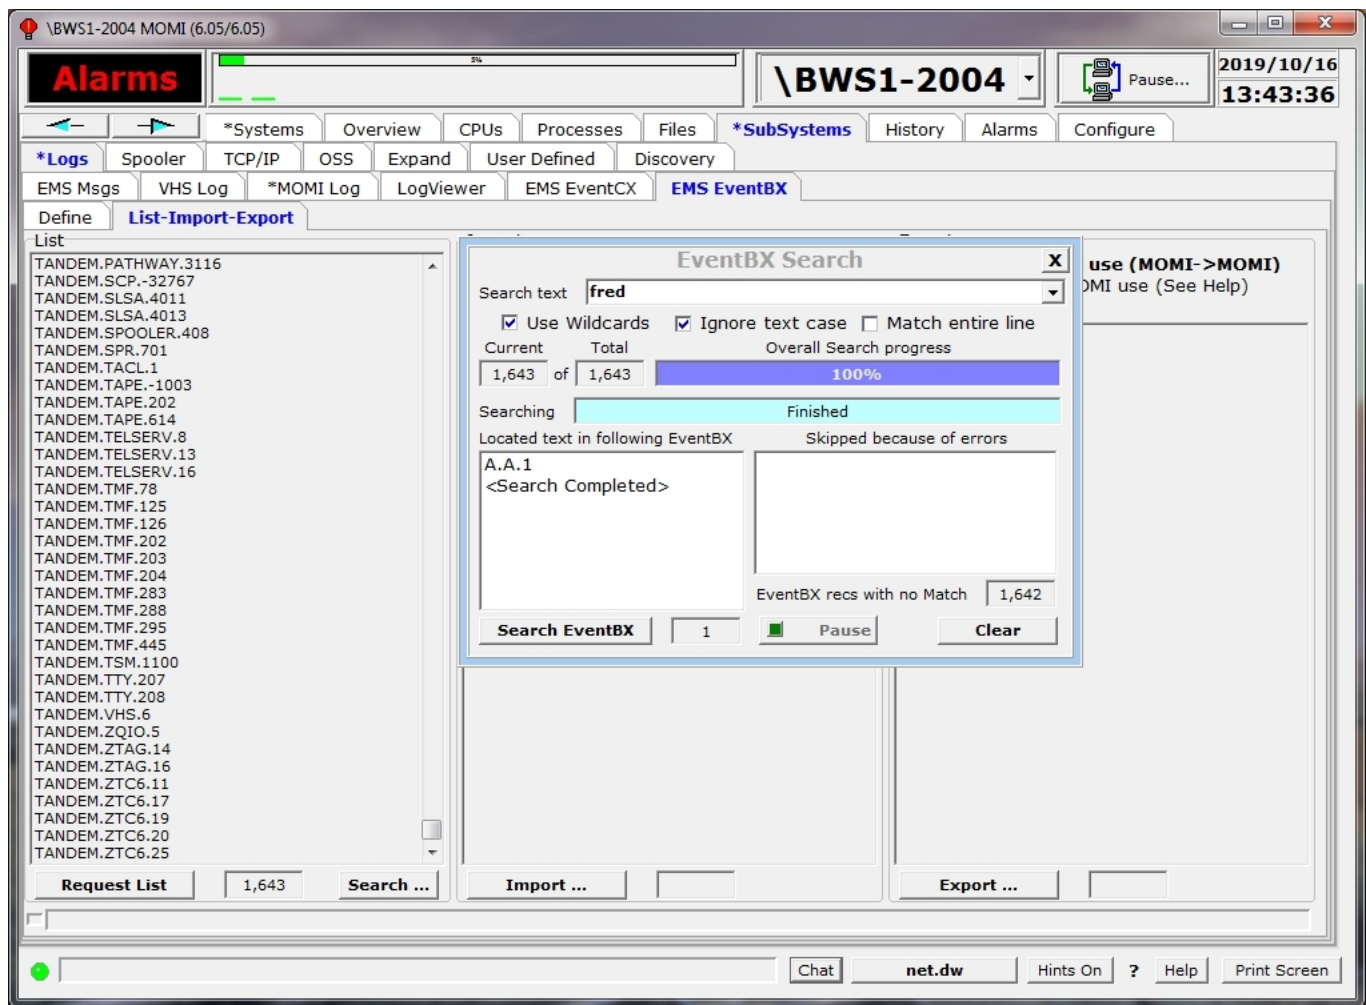 \BWS1-2004 MOMI (6.05/6.05)
Alarms
5%
\BWS1-2004
Pause...
2019/10/16
13:43:36
*Systems Overview CPUs Processes Files *SubSystems History Alarms Configure
*Logs Spooler TCP/IP OSS Expand User Defined Discovery
EMS Msgs VHS Log *MOMI Log LogViewer EMS EventCX EMS EventBX
Define List-Import-Export
List
TANDEM.PATHWAY.3116
TANDEM.SCP.-32767
TANDEM.SLSA.4011
TANDEM.SLSA.4013
TANDEM.SPOOLER.408
TANDEM.SPR.701
TANDEM.TACL.1
TANDEM.TAPE.-1003
TANDEM.TAPE.202
TANDEM.TAPE.614
TANDEM.TELSERV.8
TANDEM.TELSERV.13
TANDEM.TELSERV.16
TANDEM.TMF.78
TANDEM.TMF.125
TANDEM.TMF.126
TANDEM.TMF.202
TANDEM.TMF.203
TANDEM.TMF.204
TANDEM.TMF.283
TANDEM.TMF.288
TANDEM.TMF.295
TANDEM.TMF.445
TANDEM.TSM.1100
TANDEM.TTY.207
TANDEM.TTY.208
TANDEM.VHS.6
TANDEM.ZQIO.5
TANDEM.ZTAG.14
TANDEM.ZTAG.16
TANDEM.ZTC6.11
TANDEM.ZTC6.17
TANDEM.ZTC6.19
TANDEM.ZTC6.20
TANDEM.ZTC6.25
Request List 1,643 Search ...
EventBX Search X
Search text fred
Use Wildcards Ignore text case Match entire line
Current Total Overall Search progress
1,643 of 1,643 100%
Searching Finished
Located text in following EventBX Skipped because of errors
A.A.1
<Search Completed>
EventBX recs with no Match 1,642
Search EventBX 1 Pause Clear
use (MOMI->MOMI)
OMI use (See Help)
Import ...
Export ...
Chat net.dw Hints On ? Help Print Screen